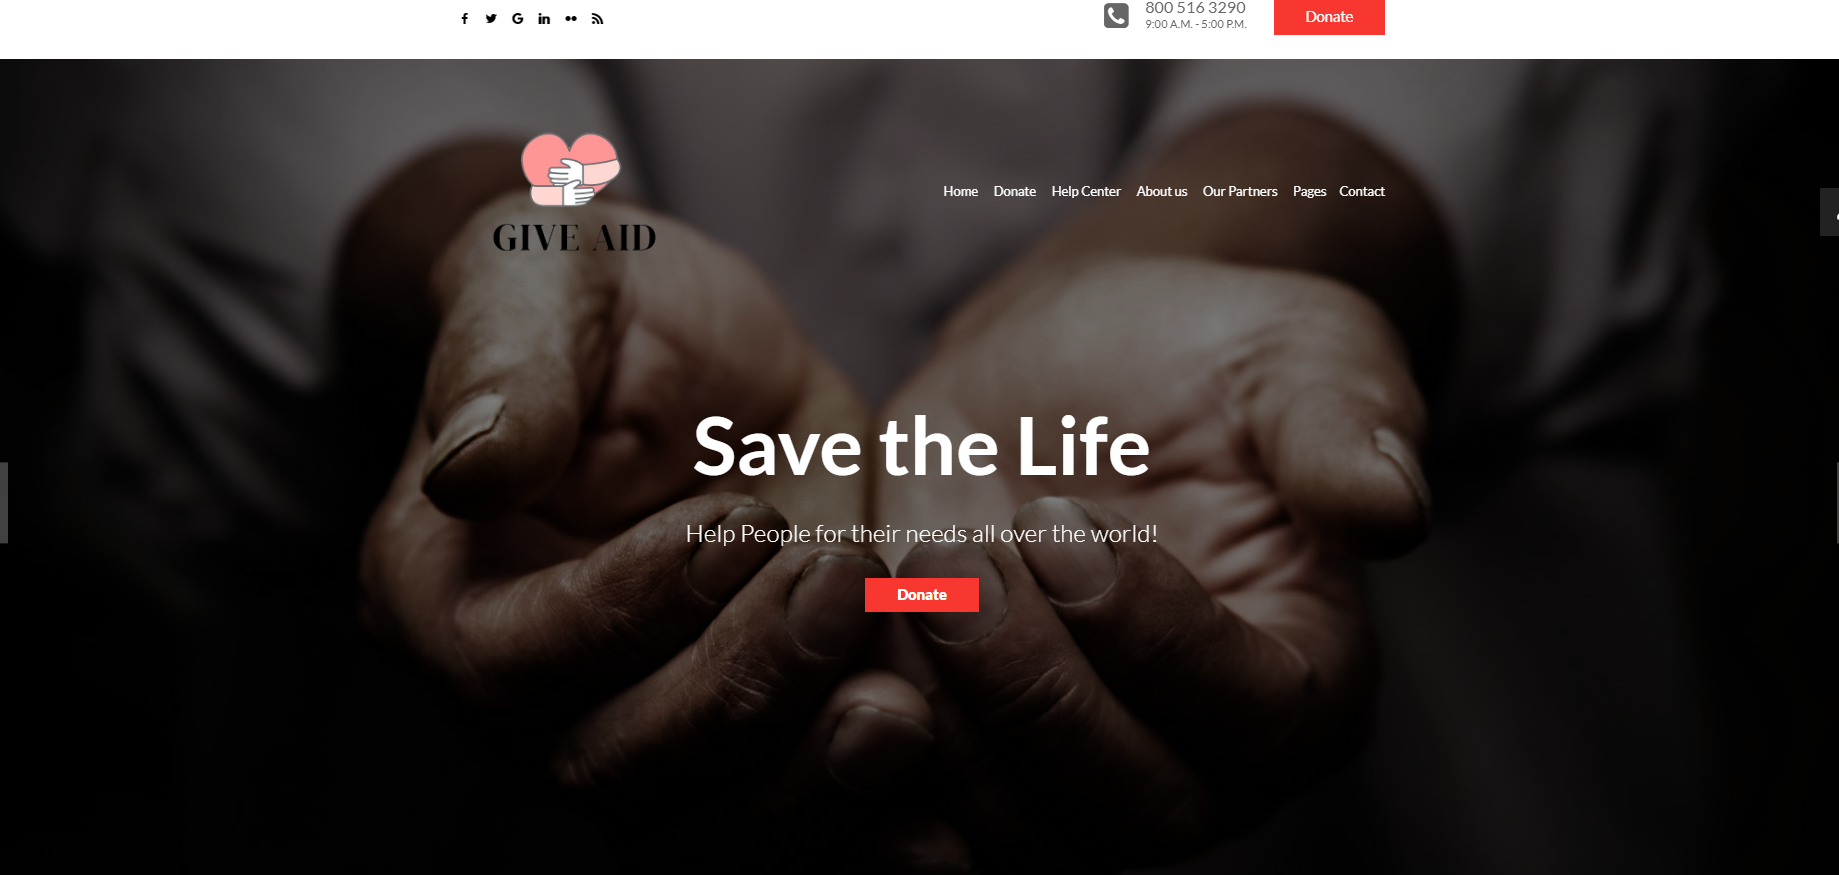 800 516 3290
9:00 A.M. - 5:00 P.M.
Donate
GIVE AID
Home Donate Help Center About us Our Partners Pages Contact
Save the Life
Help People for their needs all over the world!
Donate